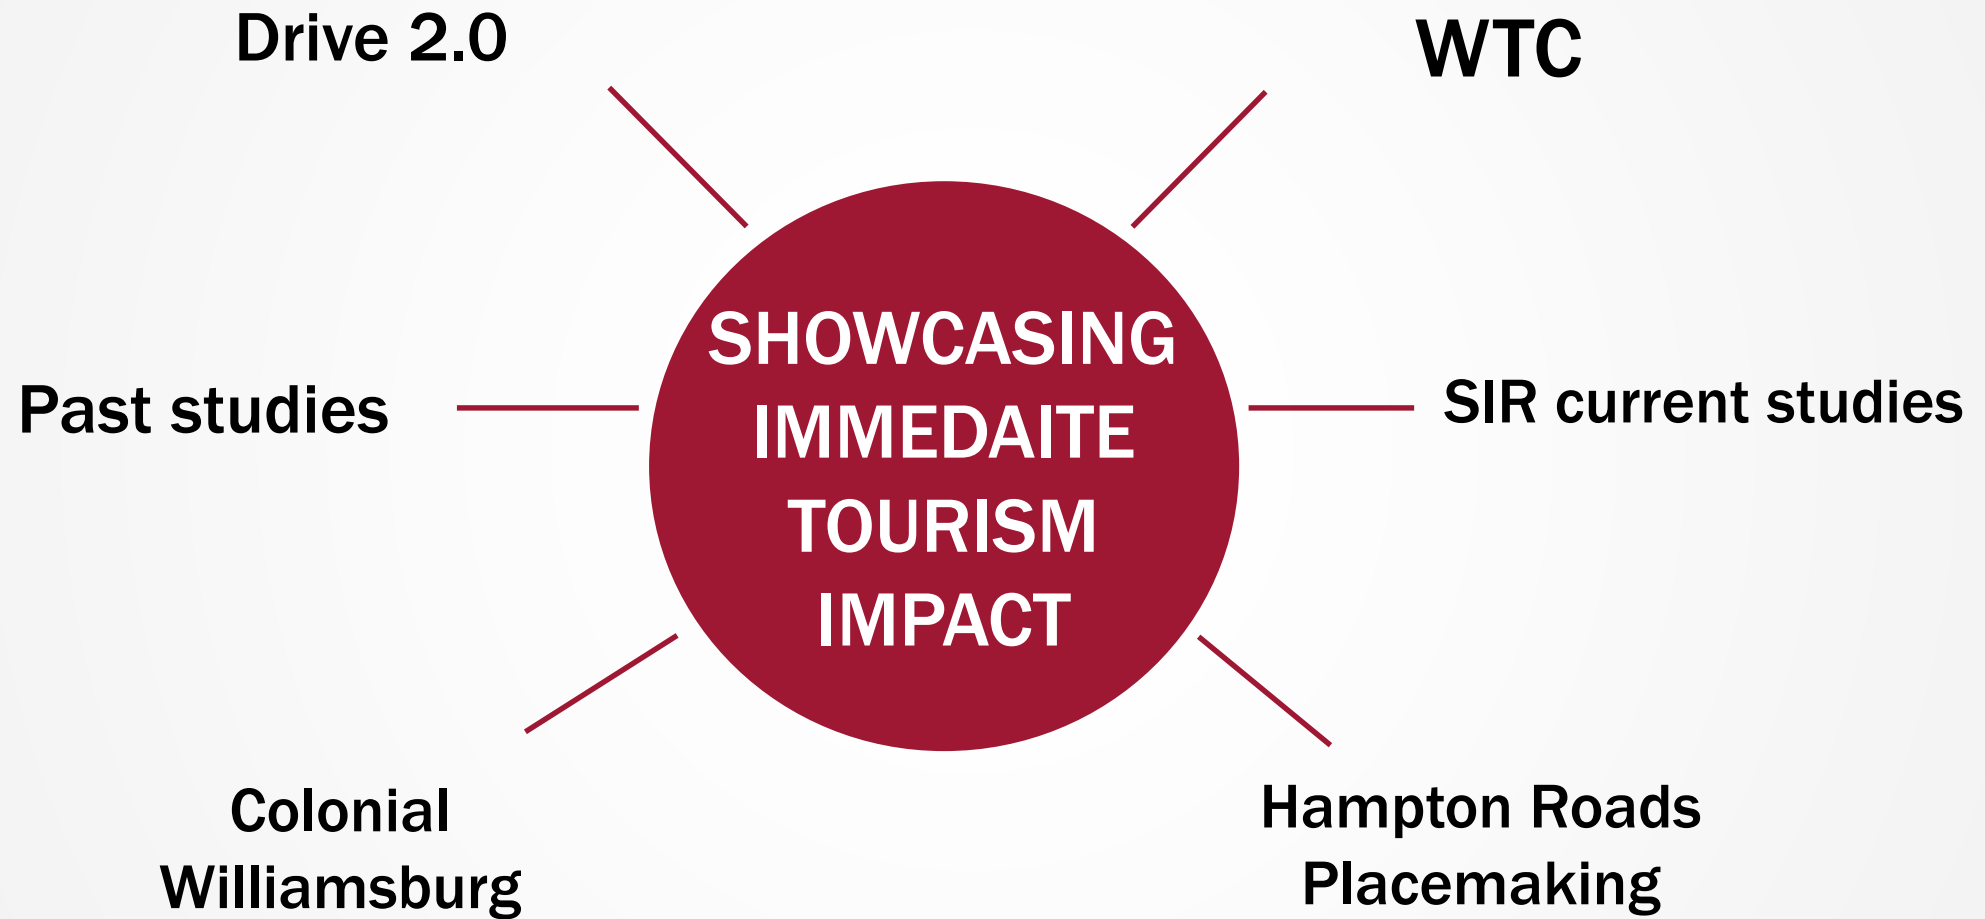 Drive 2.0
WTC
SHOWCASING
IMMEDAITE
TOURISM
IMPACT
Past studies
SIR current studies
Colonial
Williamsburg
Hampton Roads
Placemaking